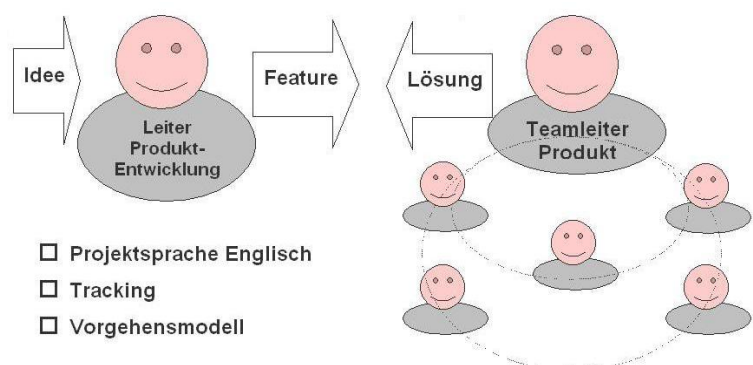 Idee
Leiter
Produkt-
Entwicklung
Feature
Lösung
Teamleiter
Produkt
Projektsprache Englisch
Tracking
Vorgehensmodell